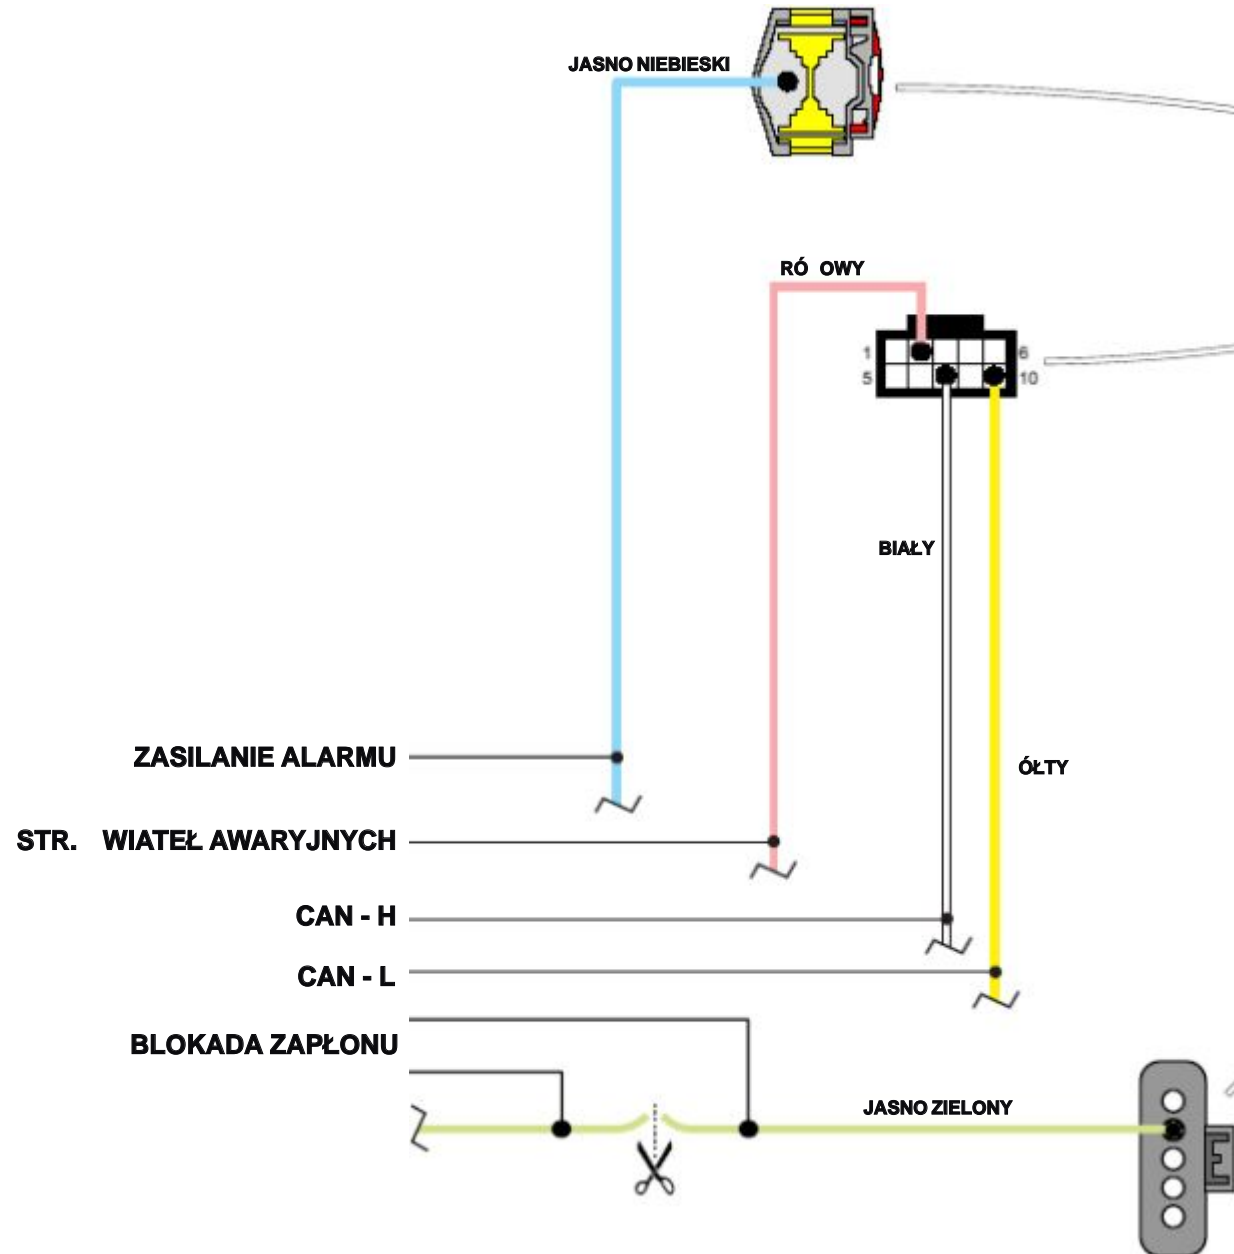 JASNO NIEBIESKI
RÓ OWY
1 6
5 10
BIAŁY
ZASILANIE ALARMU
ÓŁTY
STR. WIATEŁ AWARYJNYCH
CAN - H
CAN - L
BLOKADA ZAPŁONU
JASNO ZIELONY
E